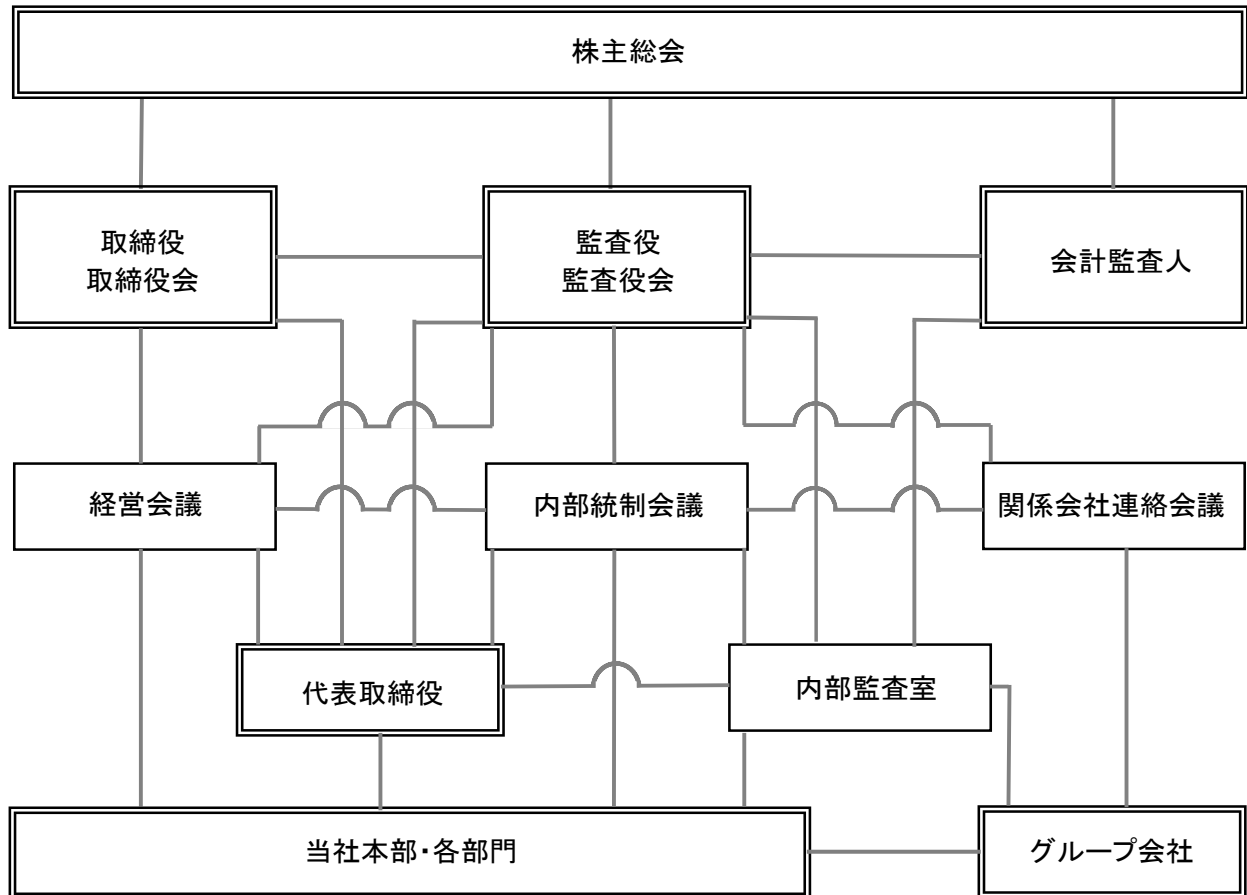 株主総会
取締役
取締役会
監査役
監査役会
会計監査人
経営会議
内部統制会議
関係会社連絡会議
代表取締役
内部監査室
当社本部・各部門
グループ会社